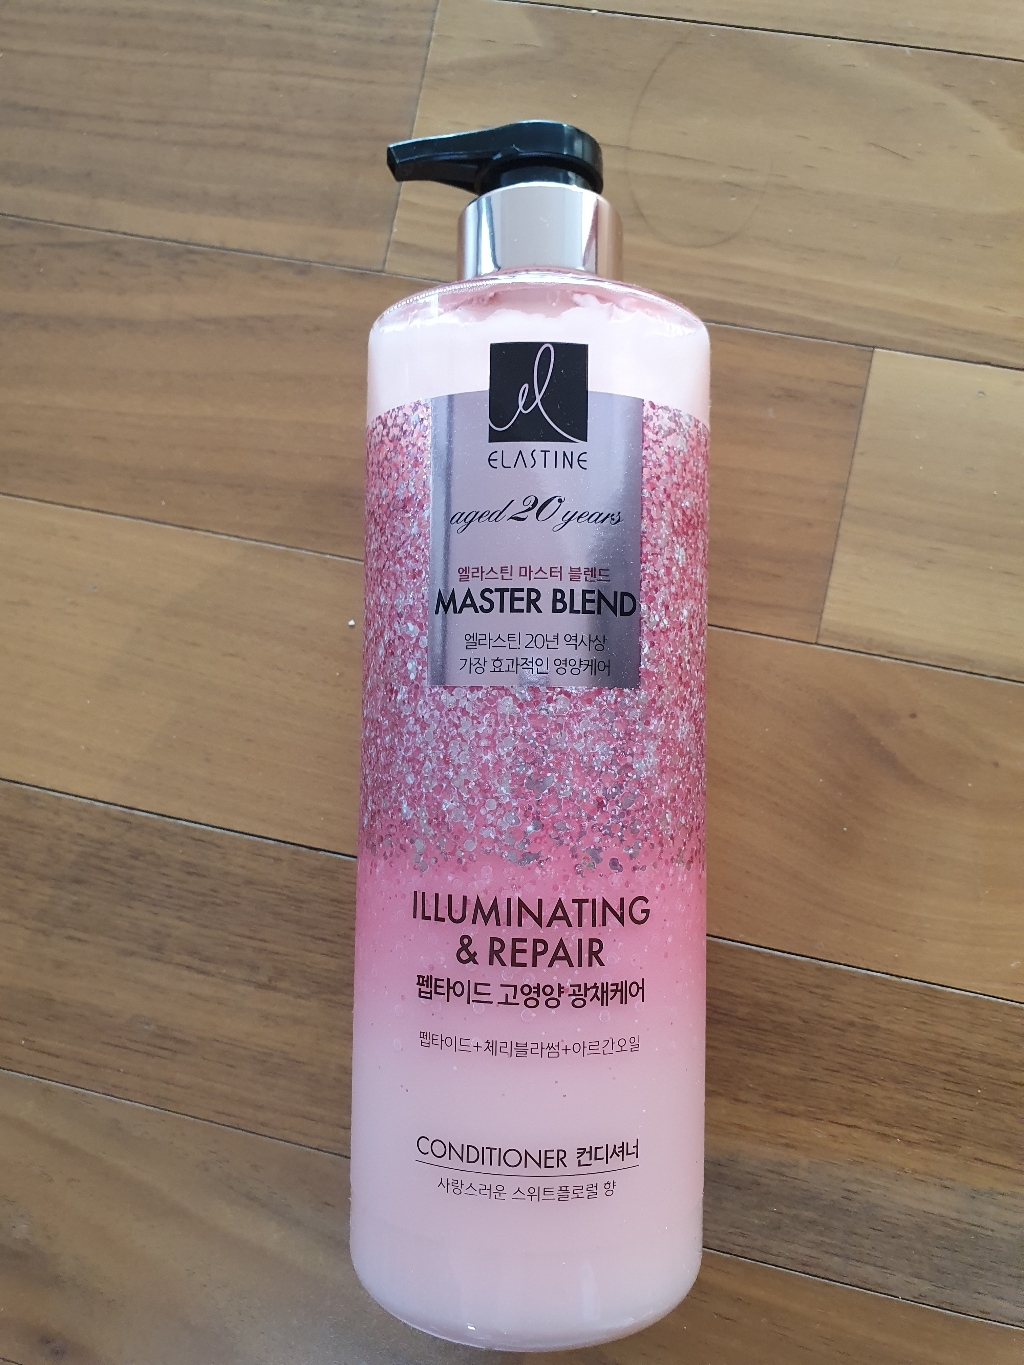 el
ELASTINE
aged 20 years
엘라스틴 마스터 블렌드
MASTER BLEND
엘라스틴 20년 역사상
가장 효과적인 영양케어
ILLUMINATING
& REPAIR
펩타이드 고영양 광채케어
펩타이드+체리블라썸+아르간오일
CONDITIONER 컨디셔너
사랑스러운 스위트플로럴 향